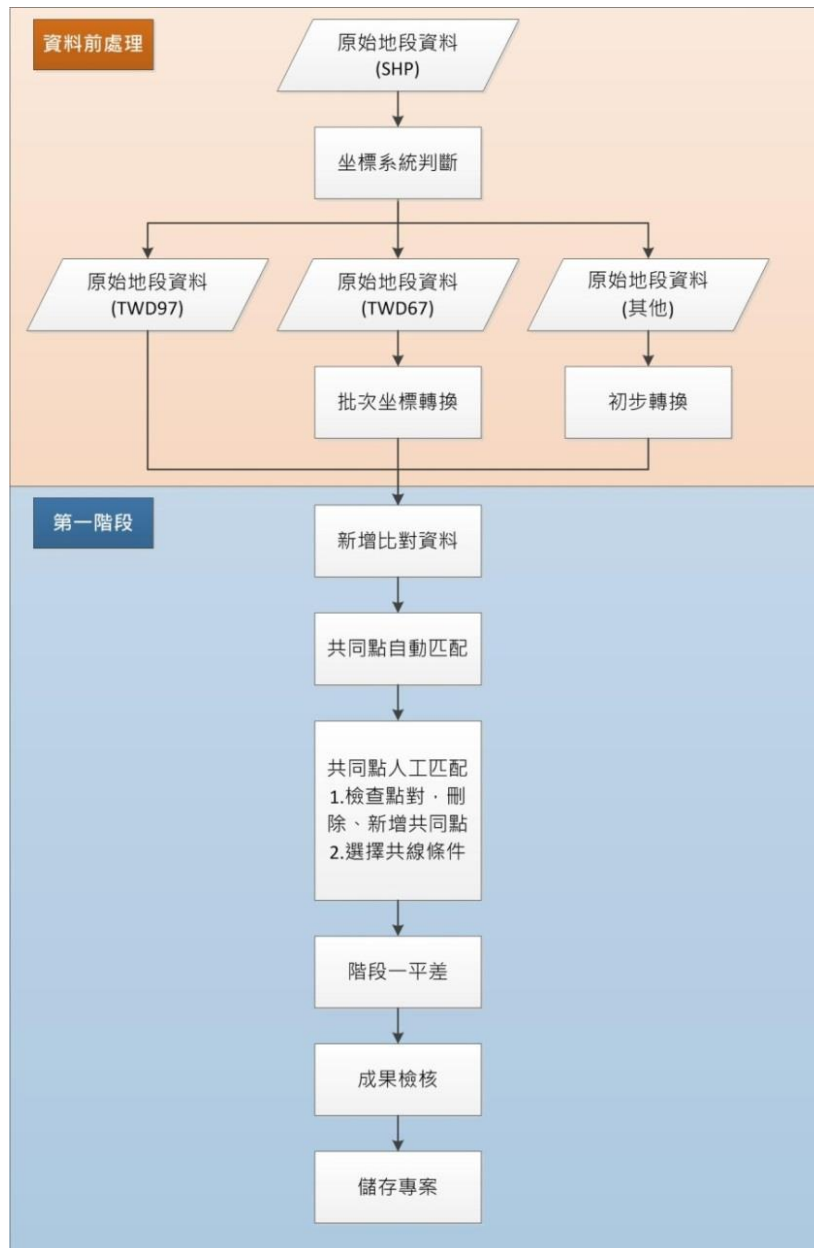 資料前處理
原始地段資料
(SHP)
坐標系統判斷
原始地段資料
(TWD97)
原始地段資料
(TWD67)
原始地段資料
(其他)
批次坐標轉換
初步轉換
第一階段
新增比對資料
共同點自動匹配
共同點人工匹配
1.檢查點對，刪
除、新增共同點
2.選擇共線條件
階段一平差
成果檢核
儲存專案